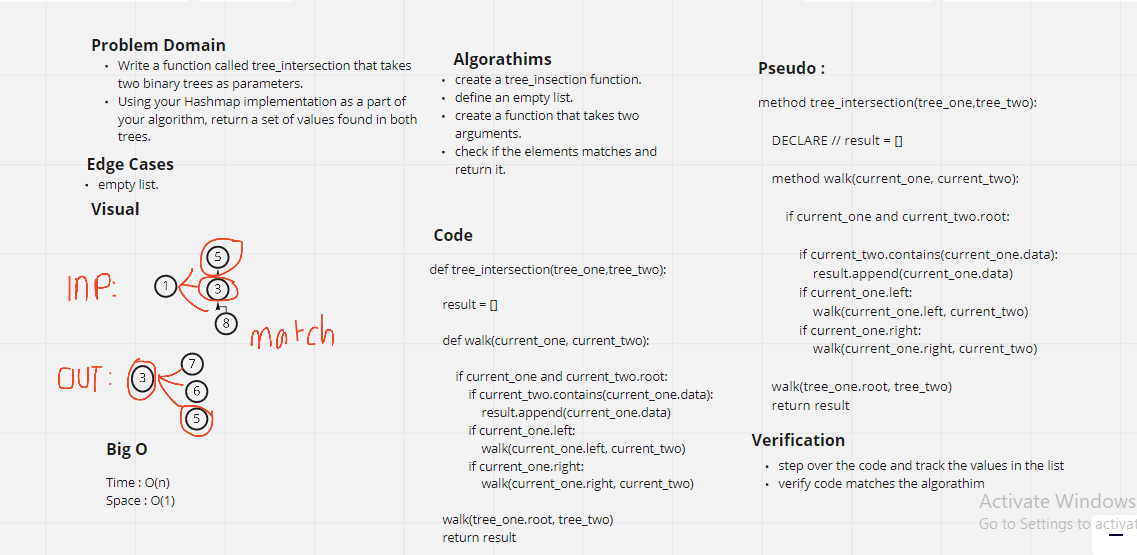 Problem Domain
• Write a function called tree_intersection that takes
two binary trees as parameters.
• Using your Hashmap implementation as a part of
your algorithm, return a set of values found in both
trees.
Edge Cases
• empty list.
Visual
INP:
5
1
3
8
match
OUT:
3
7
6
5
Big O
Time : O(n)
Space : O(1)
Algorathims
• create a tree_insection function.
• define an empty list.
• create a function that takes two
arguments.
• check if the elements matches and
return it.
Code
def tree_intersection(tree_one,tree_two):
result = []
def walk(current_one, current_two):
if current_one and current_two.root:
if current_two.contains(current_one.data):
result.append(current_one.data)
if current_one.left:
walk(current_one.left, current_two)
if current_one.right:
walk(current_one.right, current_two)
walk(tree_one.root, tree_two)
return result
Pseudo :
method tree_intersection(tree_one,tree_two):
DECLARE // result = []
method walk(current_one, current_two):
if current_one and current_two.root:
if current_two.contains(current_one.data):
result.append(current_one.data)
if current_one.left:
walk(current_one.left, current_two)
if current_one.right:
walk(current_one.right, current_two)
walk(tree_one.root, tree_two)
return result
Verification
• step over the code and track the values in the list
• verify code matches the algorathim
Activate Windows
Go to Settings to activat